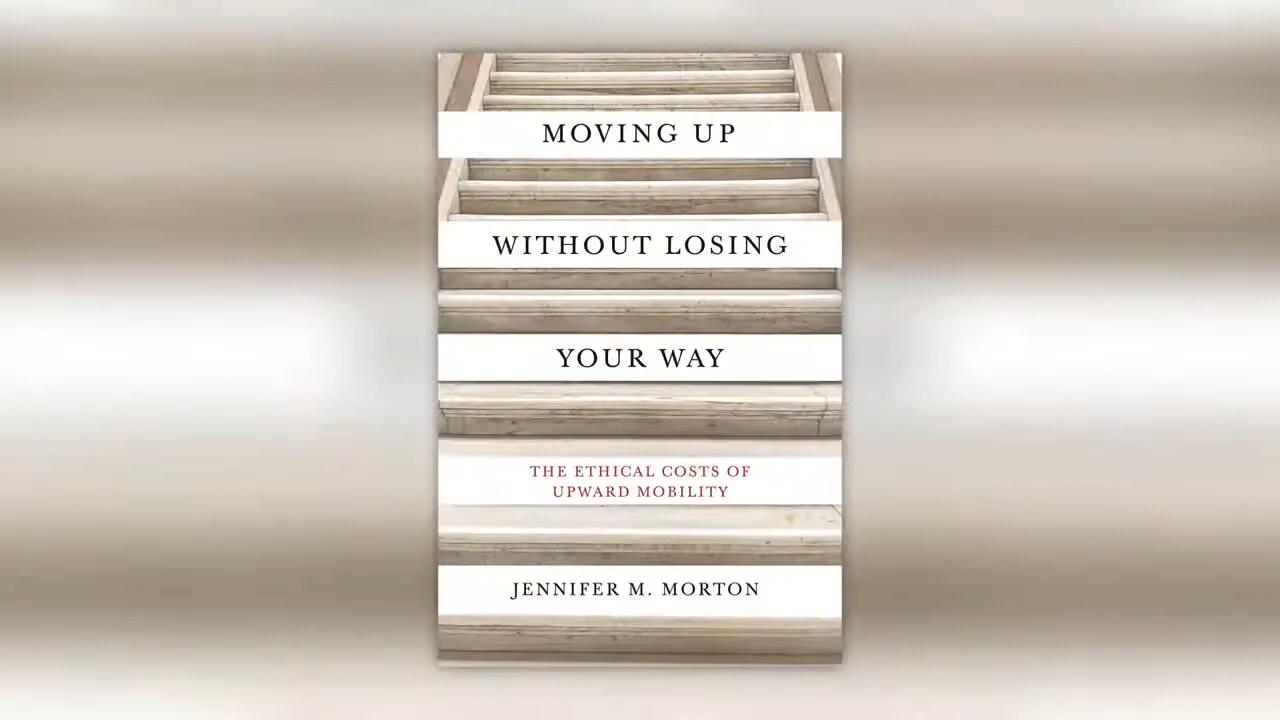 MOVING UP
WITHOUT LOSING
YOUR WAY
THE ETHICAL COSTS OF
UPWARD MOBILITY
JENNIFER M. MORTON